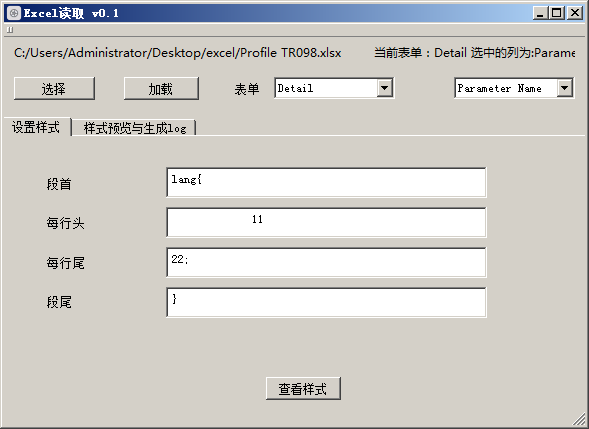 Excel读取 v0.1
C:/Users/Administrator/Desktop/excel/Profile TR098.xlsx 当前表单：Detail 选中的列为:Parame
选择 加载 表单 Detail Parameter Name
设置样式 样式预览与生成log
段首 lang{
每行头 11
每行尾 22;
段尾 }
查看样式